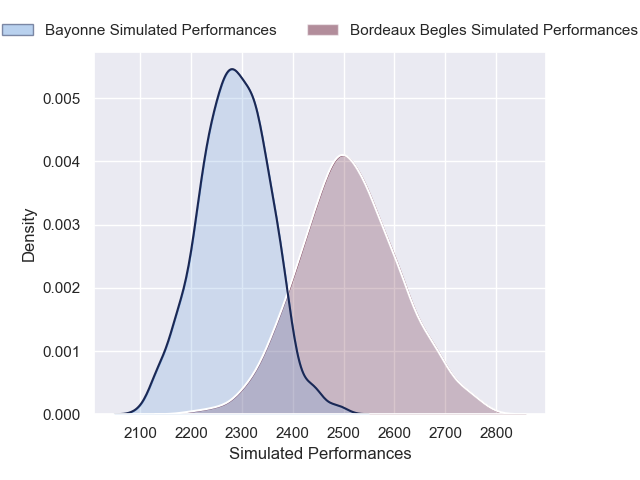 Bayonne Simulated Performances Bordeaux Begles Simulated Performances
0.005
0.004
0.003
0.002
0.001
0.000
Density
2100 2200 2300 2400 2500 2600 2700 2800
Simulated Performances